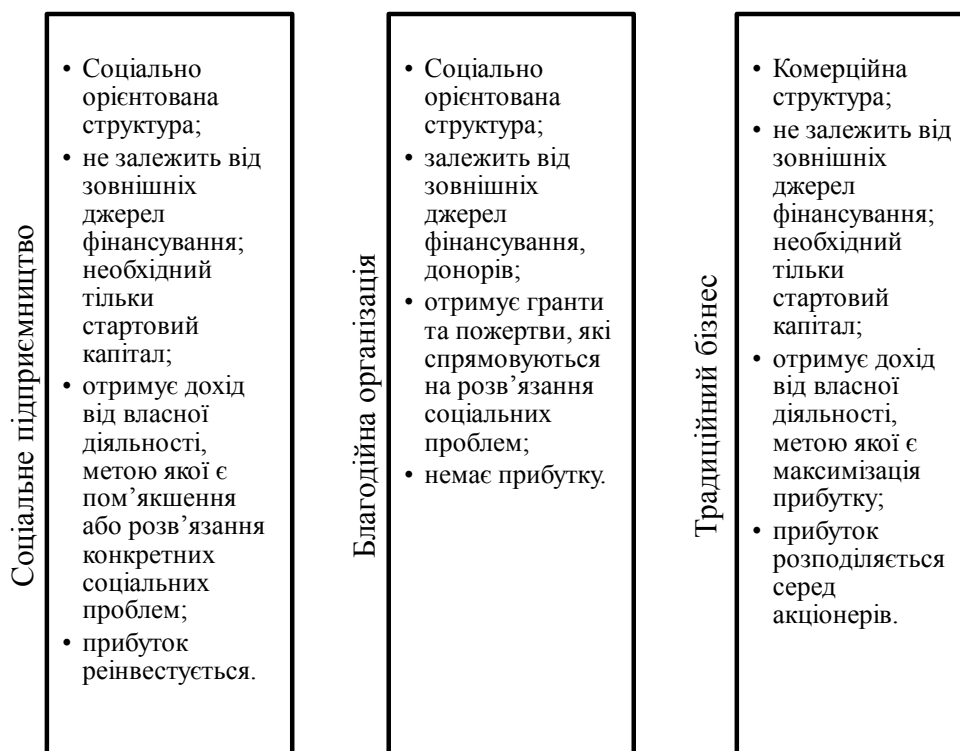 Соціальне підприємництво
• Соціально
орієнтована
структура;
• не залежить від
зовнішніх
джерел
фінансування;
необхідний
тільки
стартовий
капітал;
• отримує дохід
від власної
діяльності,
метою якої є
пом’якшення
або розв’язання
конкретних
соціальних
проблем;
• прибуток
реінвестується.
Благодійна організація
• Соціально
орієнтована
структура;
• залежить від
зовнішніх
джерел
фінансування,
донорів;
• отримує гранти
та пожертви, які
спрямовуються
на розв’язання
соціальних
проблем;
• немає прибутку.
Традиційний бізнес
• Комерційна
структура;
• не залежить від
зовнішніх
джерел
фінансування;
необхідний
тільки
стартовий
капітал;
• отримує дохід
від власної
діяльності,
метою якої є
максимізація
прибутку;
• прибуток
розподіляється
серед
акціонерів.